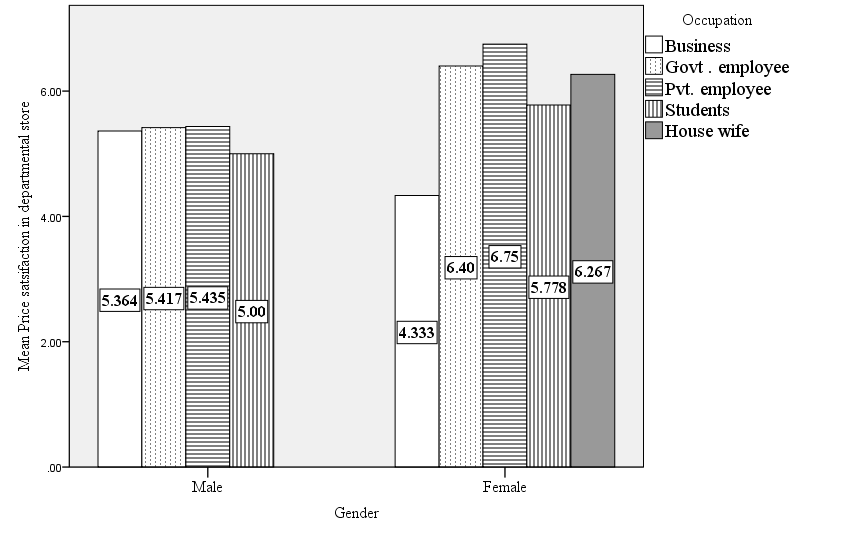 Occupation
Business
Govt . employee
Pvt. employee
Students
House wife
Mean Price satsifaction in departmental store
6.00
4.00
2.00
.00
5.364
5.417
5.435
5.00
4.333
6.40
6.75
5.778
6.267
Male
Female
Gender